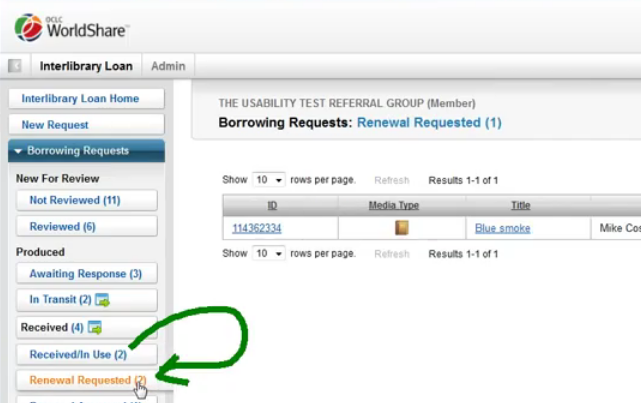 OCLC
WorldShare™
Interlibrary Loan Admin
Interlibrary Loan Home
New Request
Borrowing Requests
New For Review
Not Reviewed (11)
Reviewed (6)
Produced
Awaiting Response (3)
In Transit (2)
Received (4)
Received/In Use (2)
Renewal Requested (2)
THE USABILITY TEST REFERRAL GROUP (Member)
Borrowing Requests: Renewal Requested (1)
Show 10 rows per page. Refresh Results 1-1 of 1
ID Media Type Title
114362334 Blue smoke Mike Cos
Show 10 rows per page. Refresh Results 1-1 of 1